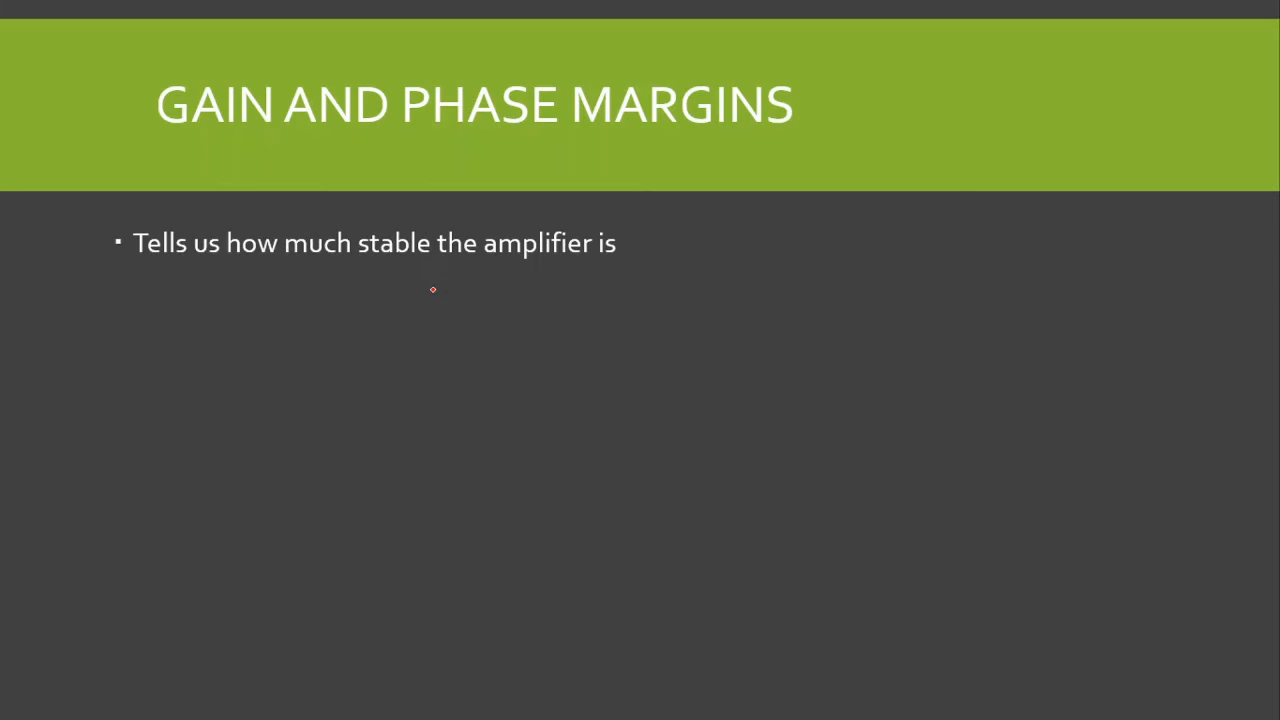 GAIN AND PHASE MARGINS
▪ Tells us how much stable the amplifier is